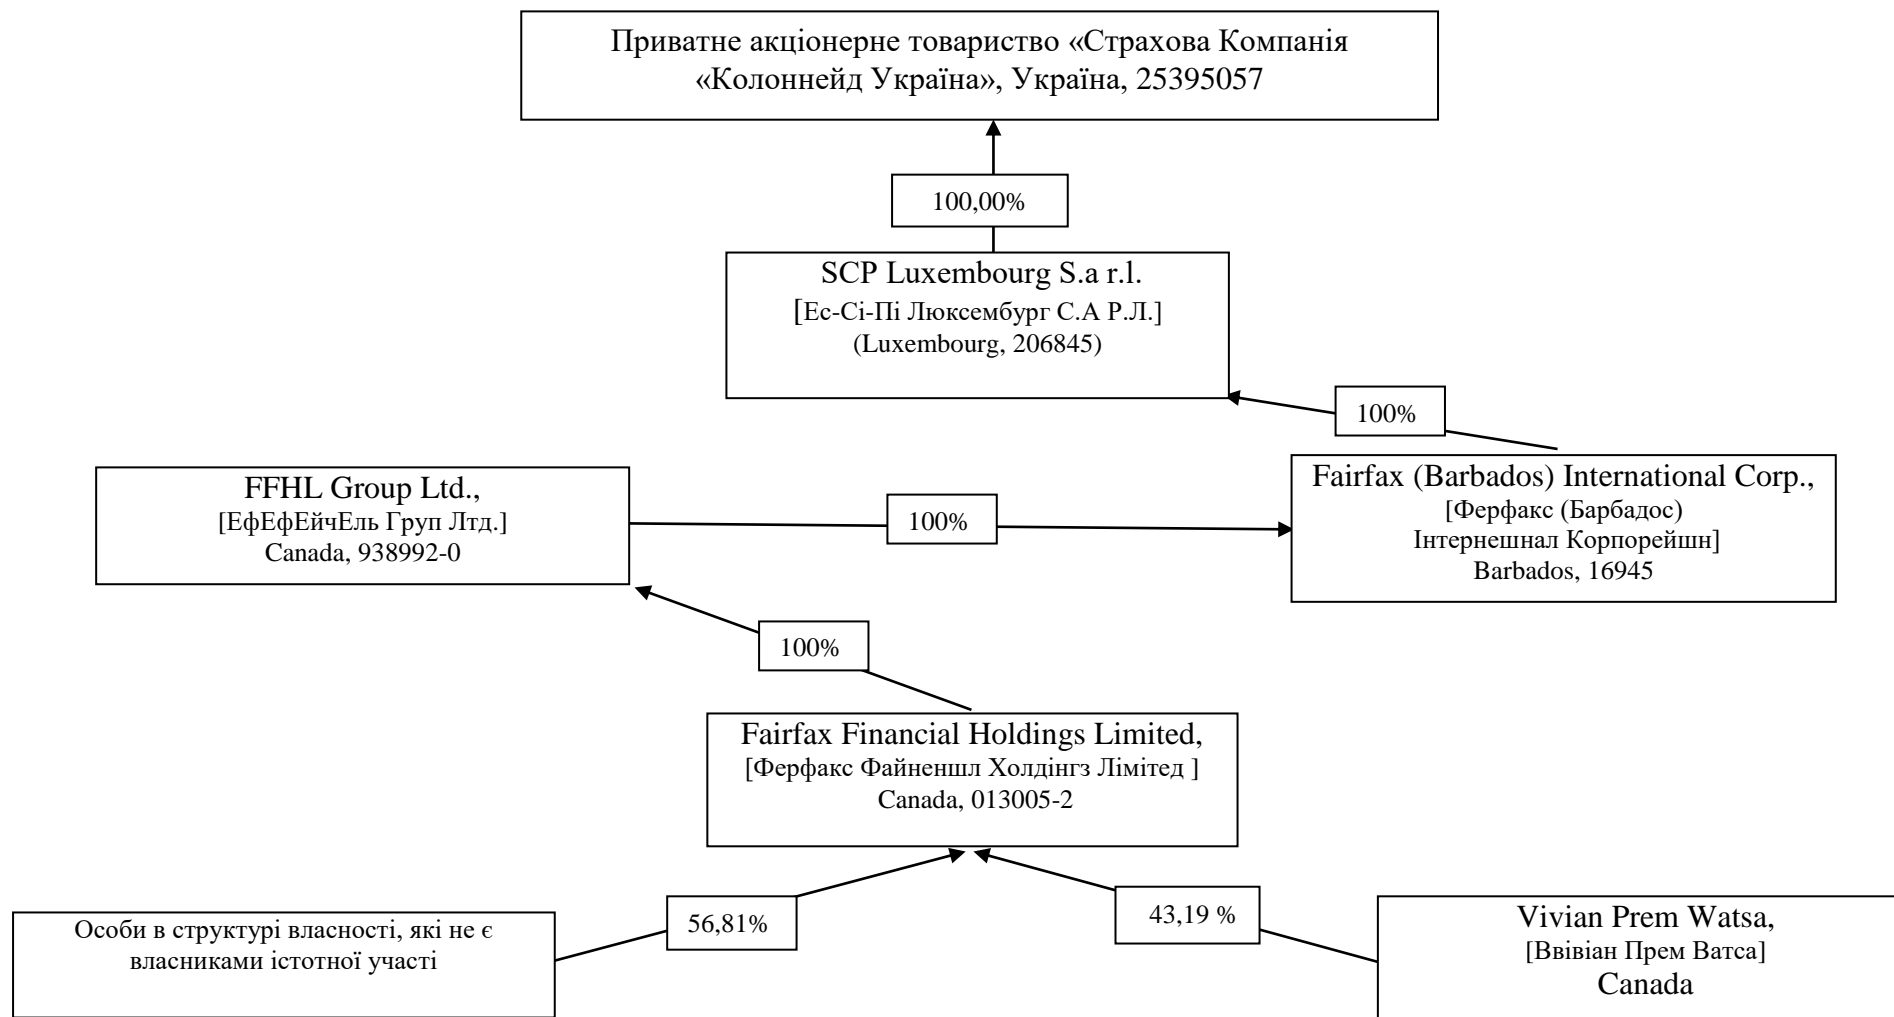 Приватне акціонерне товариство «Страхова Компанія
«Колоннейд Україна», Україна, 25395057
100,00%
SCP Luxembourg S.a r.l.
[Ес-Сі-Пі Люксембург С.А Р.Л.]
(Luxembourg, 206845)
100%
FFHL Group Ltd.,
[ЕфЕфЕйчЕль Груп Лтд.]
Canada, 938992-0
100%
Fairfax (Barbados) International Corp.,
[Ферфакс (Барбадос)
Інтернешнал Корпорейшн]
Barbados, 16945
100%
Fairfax Financial Holdings Limited,
[Ферфакс Файненшл Холдінгз Лімітед ]
Canada, 013005-2
56,81%
43,19 %
Особи в структурі власності, які не є
власниками істотної участі
Vivian Prem Watsa,
[Ввівіан Прем Ватса]
Canada